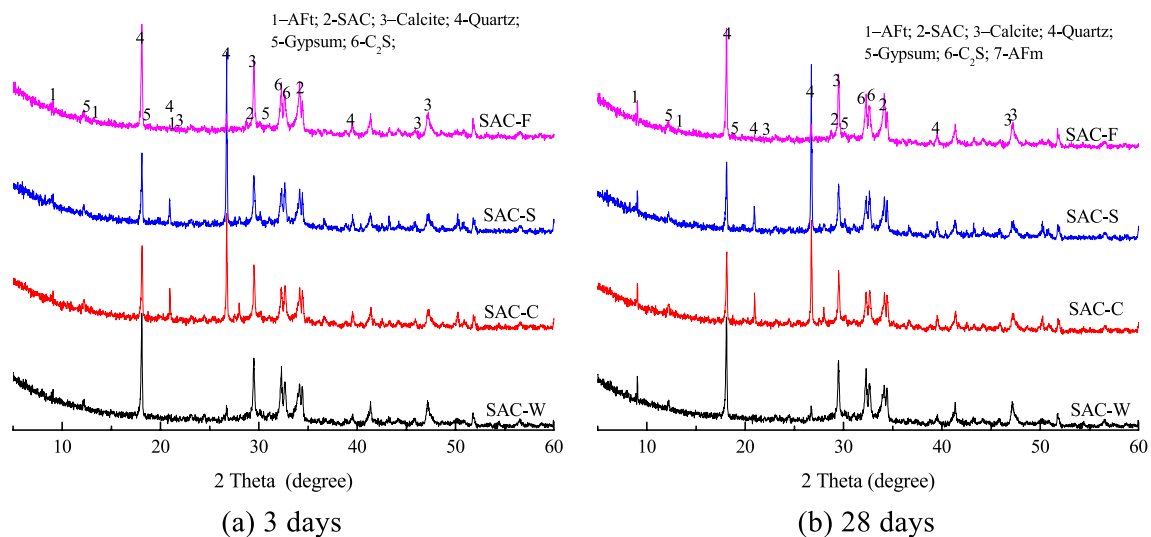 1–AFt; 2-SAC; 3–Calcite; 4-Quartz;
5-Gypsum; 6-C₂S;
4
4
3
6
6
2
1
5
1
5
4
1
3
2
5
4
3
3
SAC-F
SAC-S
SAC-C
SAC-W
10 20 30 40 50 60
2 Theta (degree)
(a) 3 days
1–AFt; 2-SAC; 3–Calcite; 4-Quartz;
5-Gypsum; 6-C₂S; 7-AFm
4
4
3
6
6
2
1
5
1
5
4
3
2
5
4
3
3
SAC-F
SAC-S
SAC-C
SAC-W
10 20 30 40 50 60
2 Theta (degree)
(b) 28 days